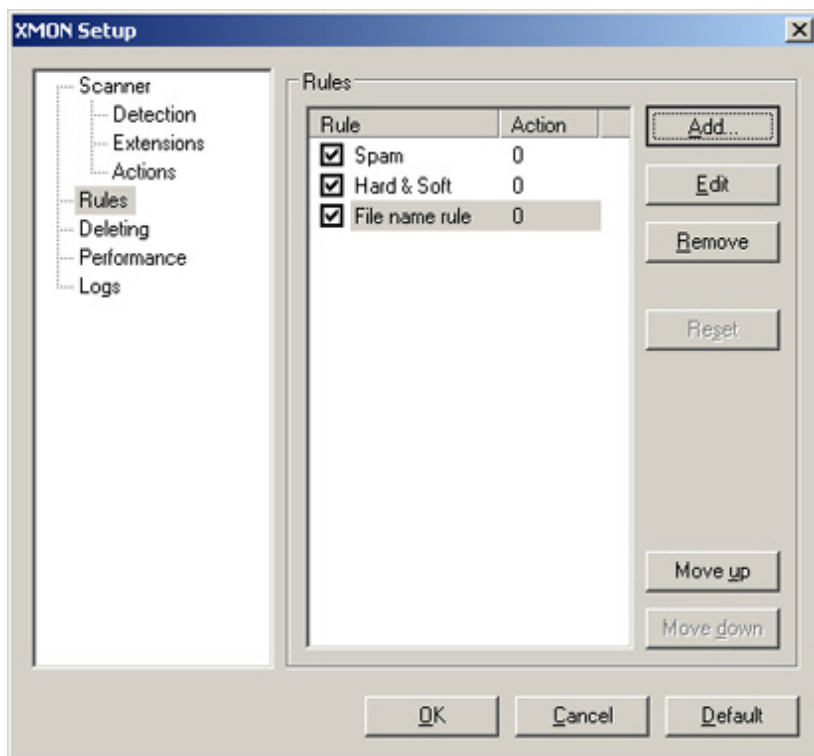 XMON Setup
Scanner
Detection
Extensions
Actions
Rules
Deleting
Performance
Logs
Rules
Rule Action
Spam 0
Hard & Soft 0
File name rule 0
Add...
Edit
Remove
Reset
Move up
Move down
OK Cancel Default